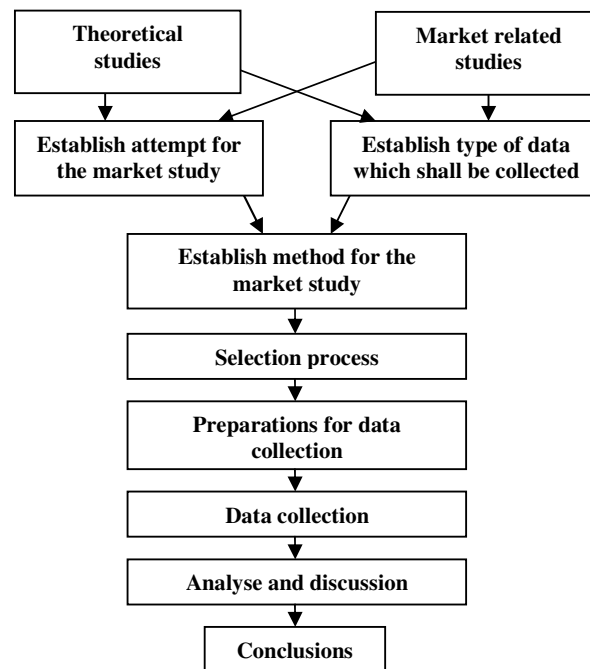 Theoretical
studies
Market related
studies
Establish attempt for
the market study
Establish type of data
which shall be collected
Establish method for the
market study
Selection process
Preparations for data
collection
Data collection
Analyse and discussion
Conclusions